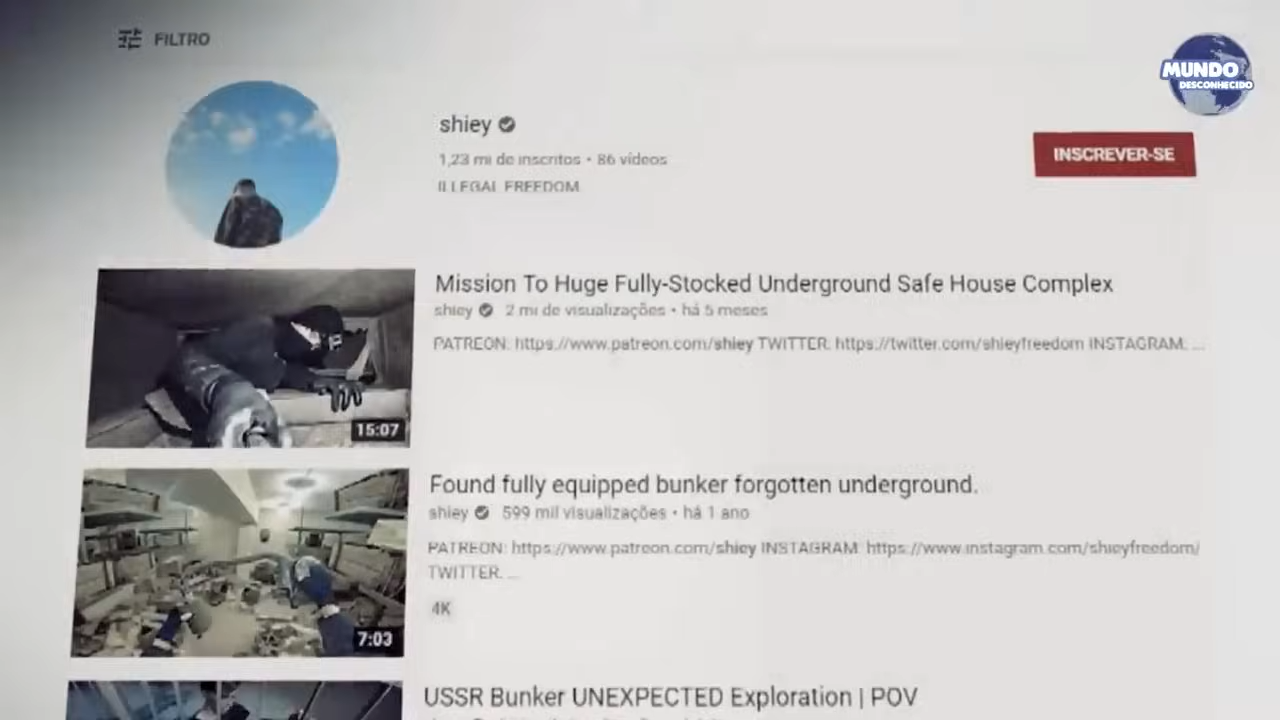 FILTRO
MUNDO
DESCONHECIDO
shiey
1,23 mi de inscritos • 86 vídeos
ILLEGAL FREEDOM
INSCREVER-SE
Mission To Huge Fully-Stocked Underground Safe House Complex
shiey 2 mi de visualizações • há 5 meses
PATREON: https://www.patreon.com/shiey TWITTER: https://twitter.com/shieyfreedom INSTAGRAM: ...
15:07
Found fully equipped bunker forgotten underground.
shiey 599 mil visualizações • há 1 ano
PATREON: https://www.patreon.com/shiey INSTAGRAM: https://www.instagram.com/shieyfreedom/
TWITTER: ...
4K
7:03
USSR Bunker UNEXPECTED Exploration | POV